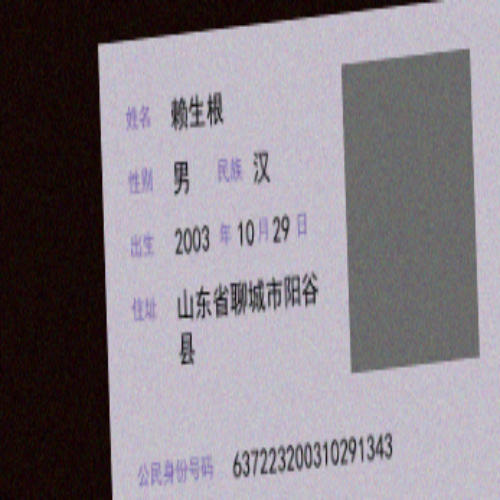 姓名 赖生根
性别 男 民族 汉
出生 2003 年 10 月 29 日
住址 山东省聊城市阳谷
县
公民身份号码 637223200310291343